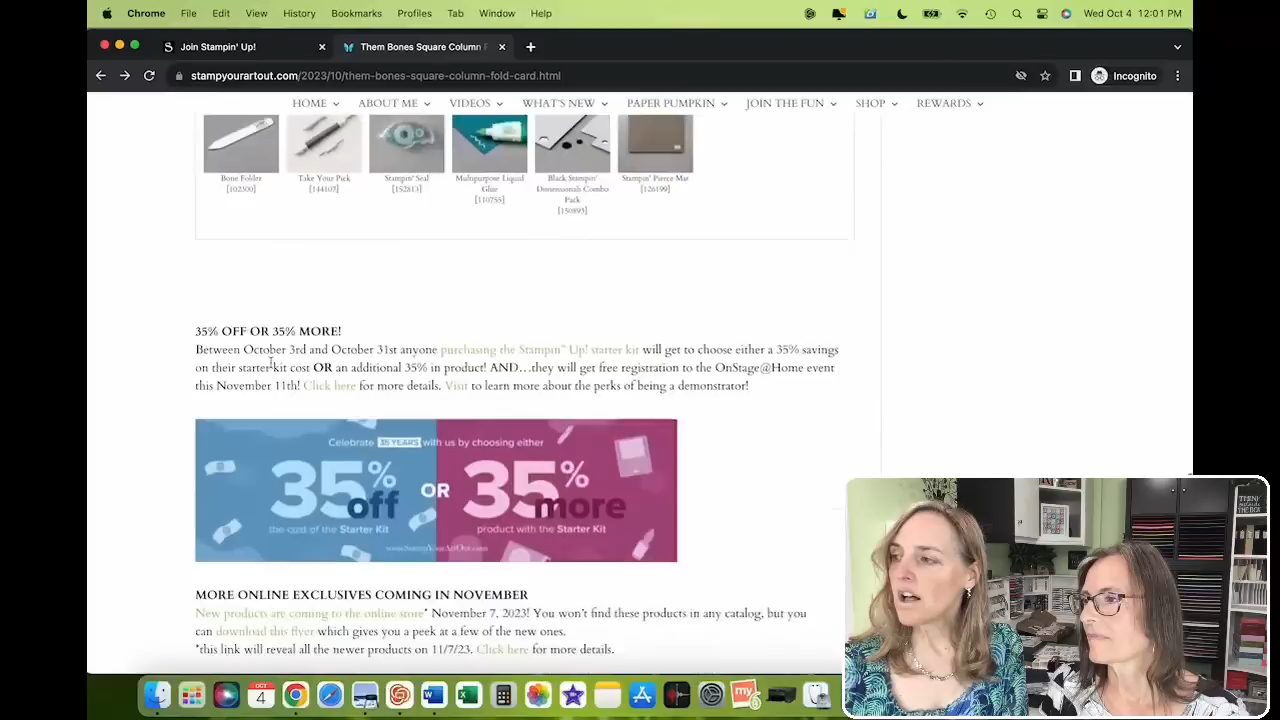 Chrome File Edit View History Bookmarks Profiles Tab Window Help Wed Oct 4 12:01 PM
Join Stampin' Up! Them Bones Square Column F
stampyourartout.com/2023/10/them-bones-square-column-fold-card.html Incognito
HOME ABOUT ME VIDEOS WHAT'S NEW PAPER PUMPKIN JOIN THE FUN SHOP REWARDS
Bone Folder Take Your Pick Stampin' Seal Multipurpose Liquid Black Stampin' Stampin' Pierce Mat
[102300] [144107] [152813] Glue Dimensionals Combo [126199]
[110755] Pack
[150893]
35% OFF OR 35% MORE!
Between October 3rd and October 31st anyone purchasing the Stampin' Up! starter kit will get to choose either a 35% savings
on their starter kit cost OR an additional 35% in product! AND…they will get free registration to the OnStage@Home event
this November 11th! Click here for more details. Visit to learn more about the perks of being a demonstrator!
Celebrate 35 YEARS with us by choosing either
35% off OR 35% more
the cost of the Starter Kit product with the Starter Kit
www.StampYourArtOut.com
MORE ONLINE EXCLUSIVES COMING IN NOVEMBER
New products are coming to the online store* November 7, 2023! You won't find these products in any catalog, but you
can download this flyer which gives you a peek at a few of the new ones.
*this link will reveal all the newer products on 11/7/23. Click here for more details.
OCT
4
my